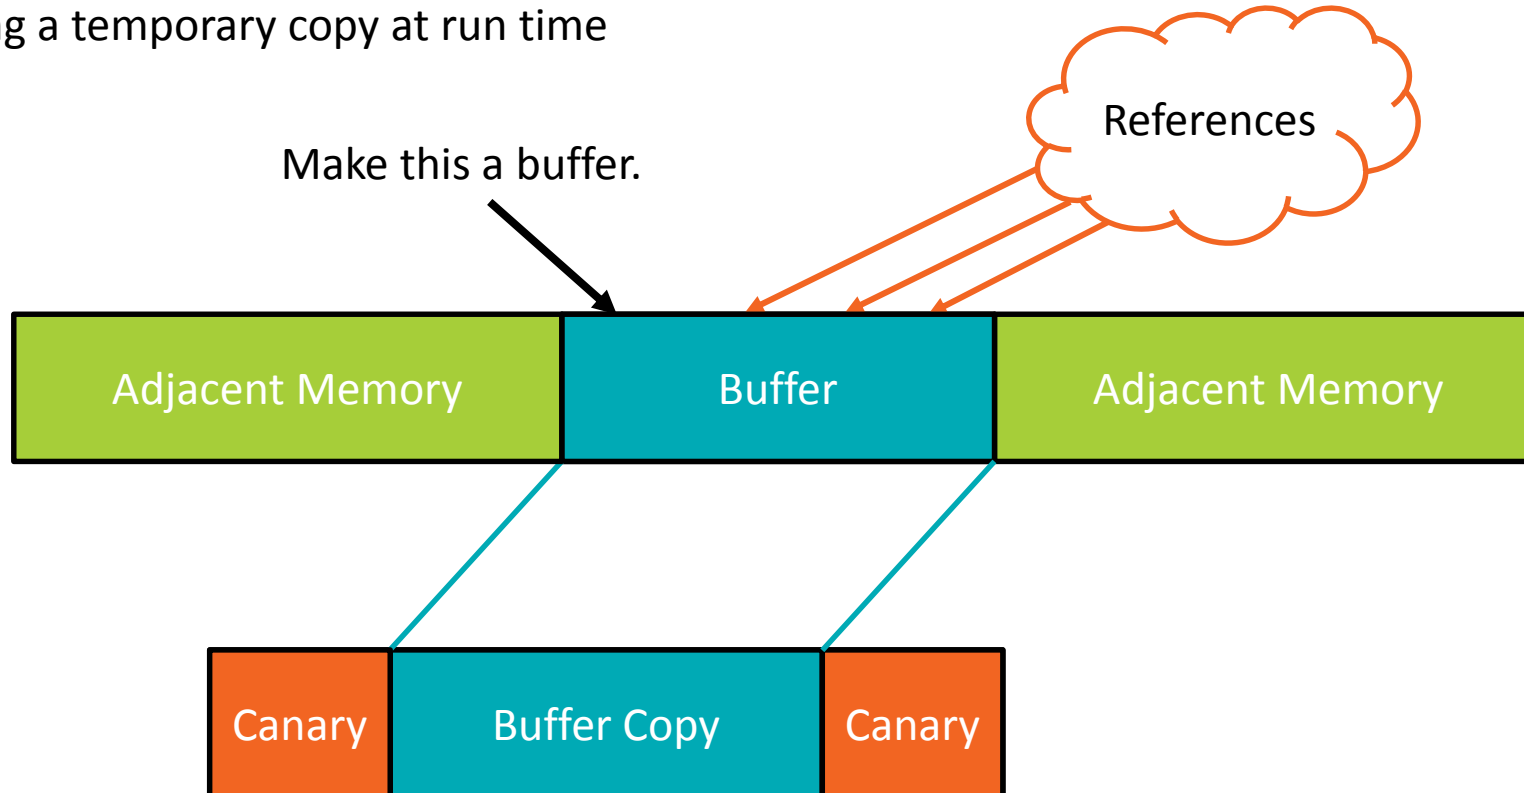 a temporary copy at run time
References
Make this a buffer.
Adjacent Memory
Buffer
Adjacent Memory
Canary
Buffer Copy
Canary